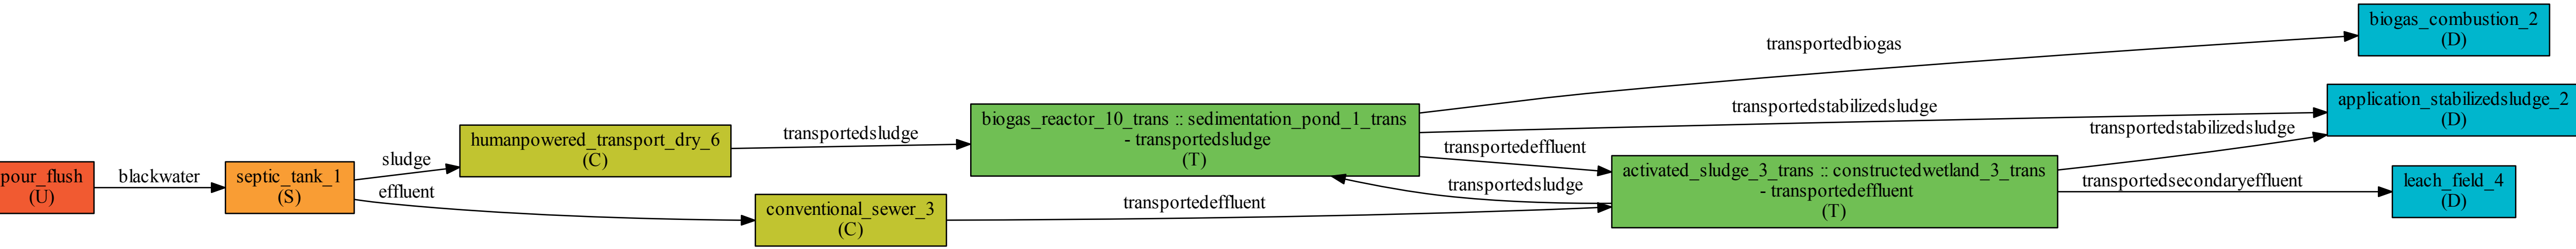 pour_flush
(U)
blackwater
septic_tank_1
(S)
sludge
effluent
humanpowered_transport_dry_6
(C)
conventional_sewer_3
(C)
transportedsludge
transportedeffluent
biogas_reactor_10_trans :: sedimentation_pond_1_trans
- transportedsludge
(T)
transportedeffluent
transportedsludge
activated_sludge_3_trans :: constructedwetland_3_trans
- transportedeffluent
(T)
transportedbiogas
transportedstabilizedsludge
transportedstabilizedsludge
transportedsecondaryeffluent
biogas_combustion_2
(D)
application_stabilizedsludge_2
(D)
leach_field_4
(D)